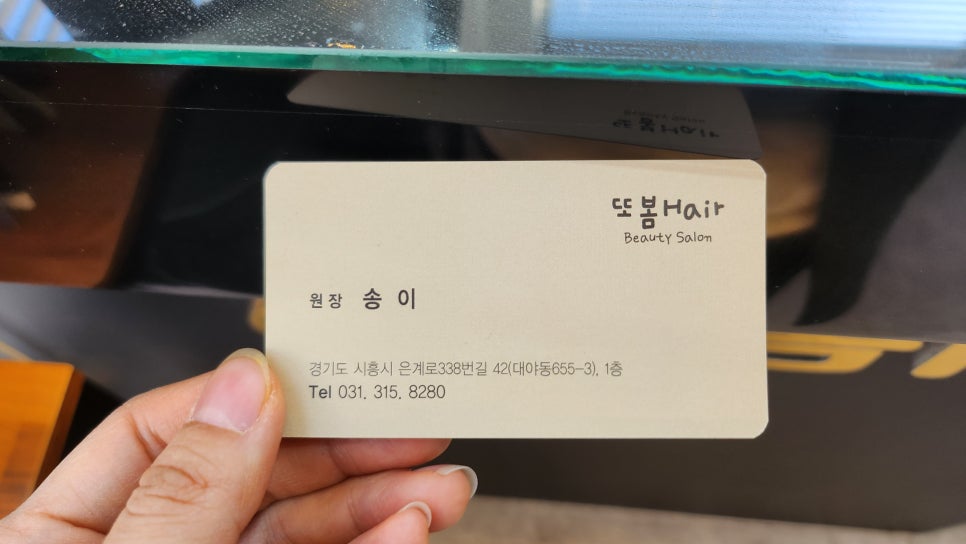 또봄Hair
Beauty Salon
원장 송 이
경기도 시흥시 은계로338번길 42(대야동655-3), 1층
Tel 031. 315. 8280